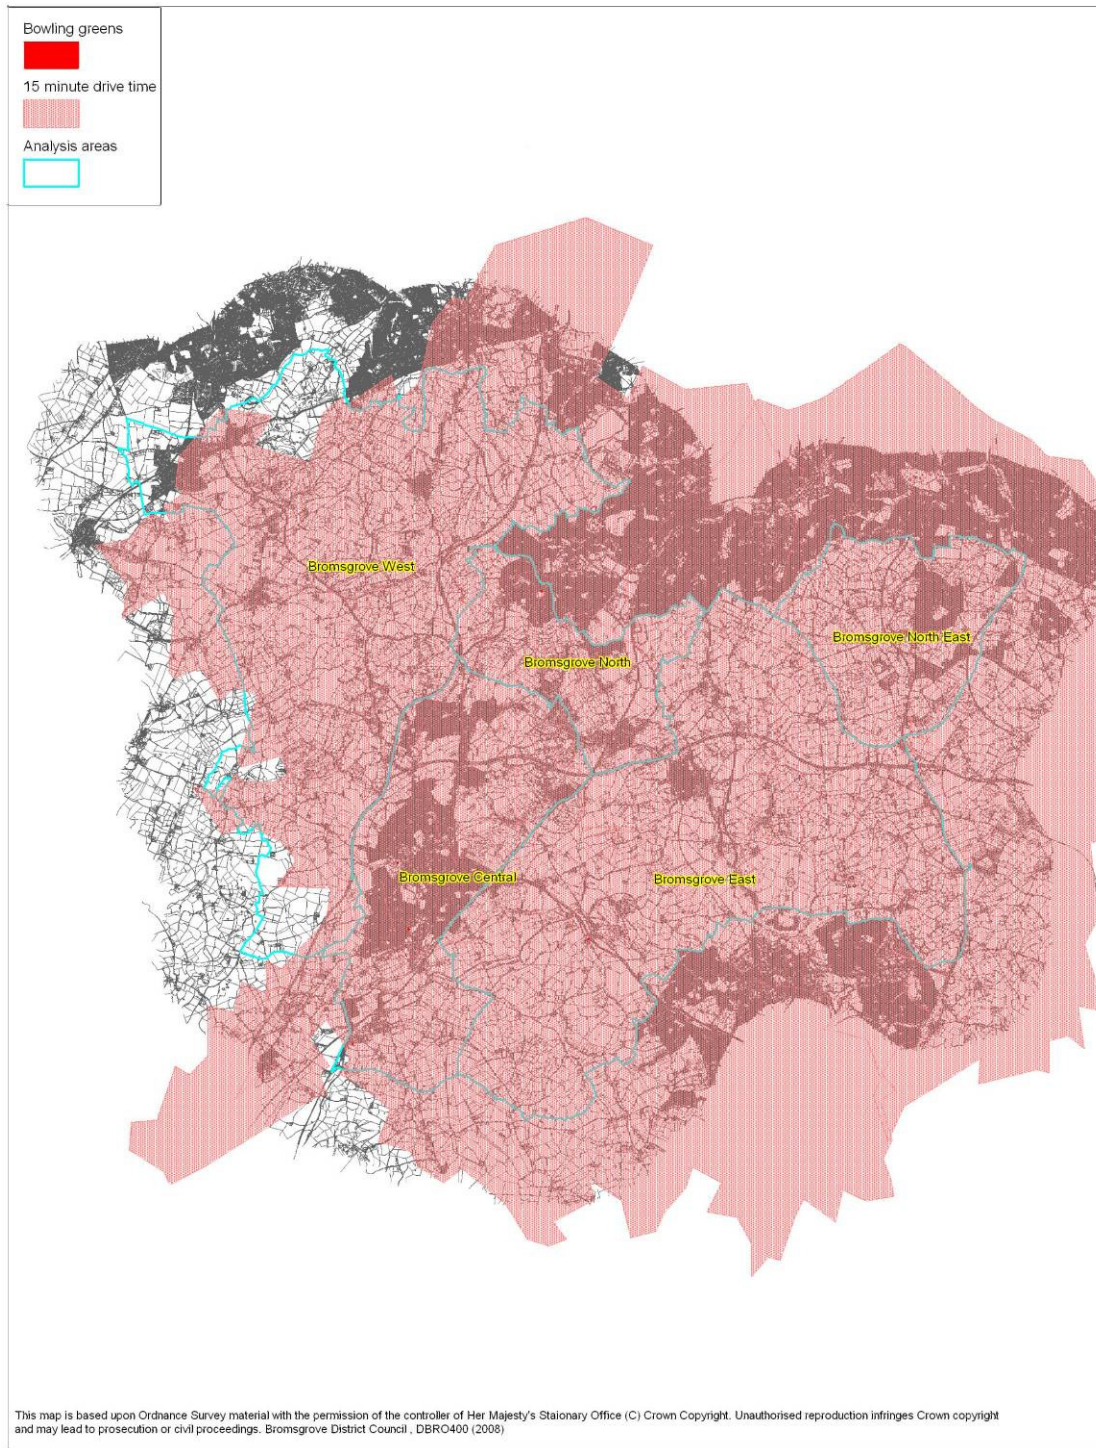 Bowling greens
15 minute drive time
Analysis areas
Bromsgrove West
Bromsgrove North East
Bromsgrove North
Bromsgrove Central
Bromsgrove East
This map is based upon Ordnance Survey material with the permission of the controller of Her Majesty's Staionary Office (C) Crown Copyright. Unauthorised reproduction infringes Crown copyright
and may lead to prosecution or civil proceedings. Bromsgrove District Council , DBRO400 (2008)